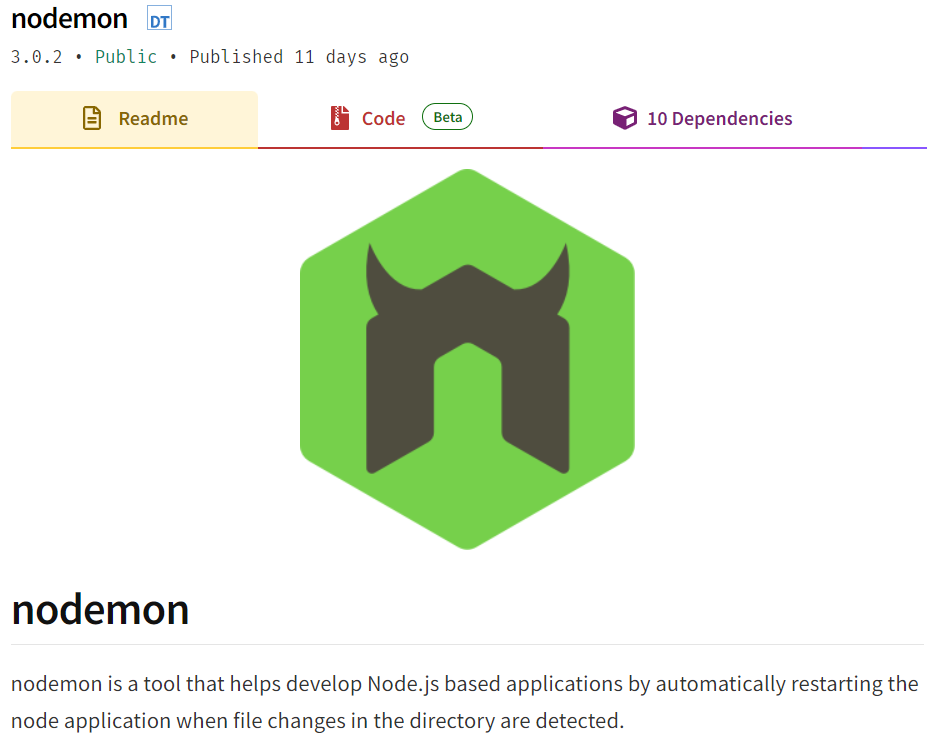 nodemon DT
3.0.2 • Public • Published 11 days ago
Readme Code Beta 10 Dependencies
nodemon
nodemon is a tool that helps develop Node.js based applications by automatically restarting the
node application when file changes in the directory are detected.